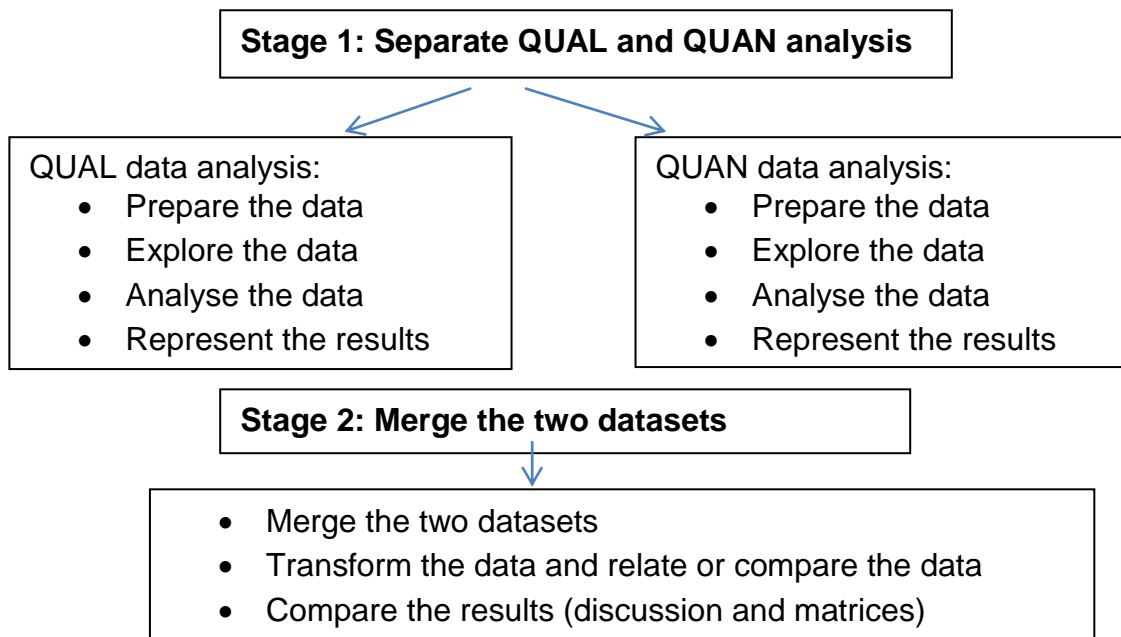 Stage 1: Separate QUAL and QUAN analysis
QUAL data analysis:
• Prepare the data
• Explore the data
• Analyse the data
• Represent the results
QUAN data analysis:
• Prepare the data
• Explore the data
• Analyse the data
• Represent the results
Stage 2: Merge the two datasets
• Merge the two datasets
• Transform the data and relate or compare the data
• Compare the results (discussion and matrices)